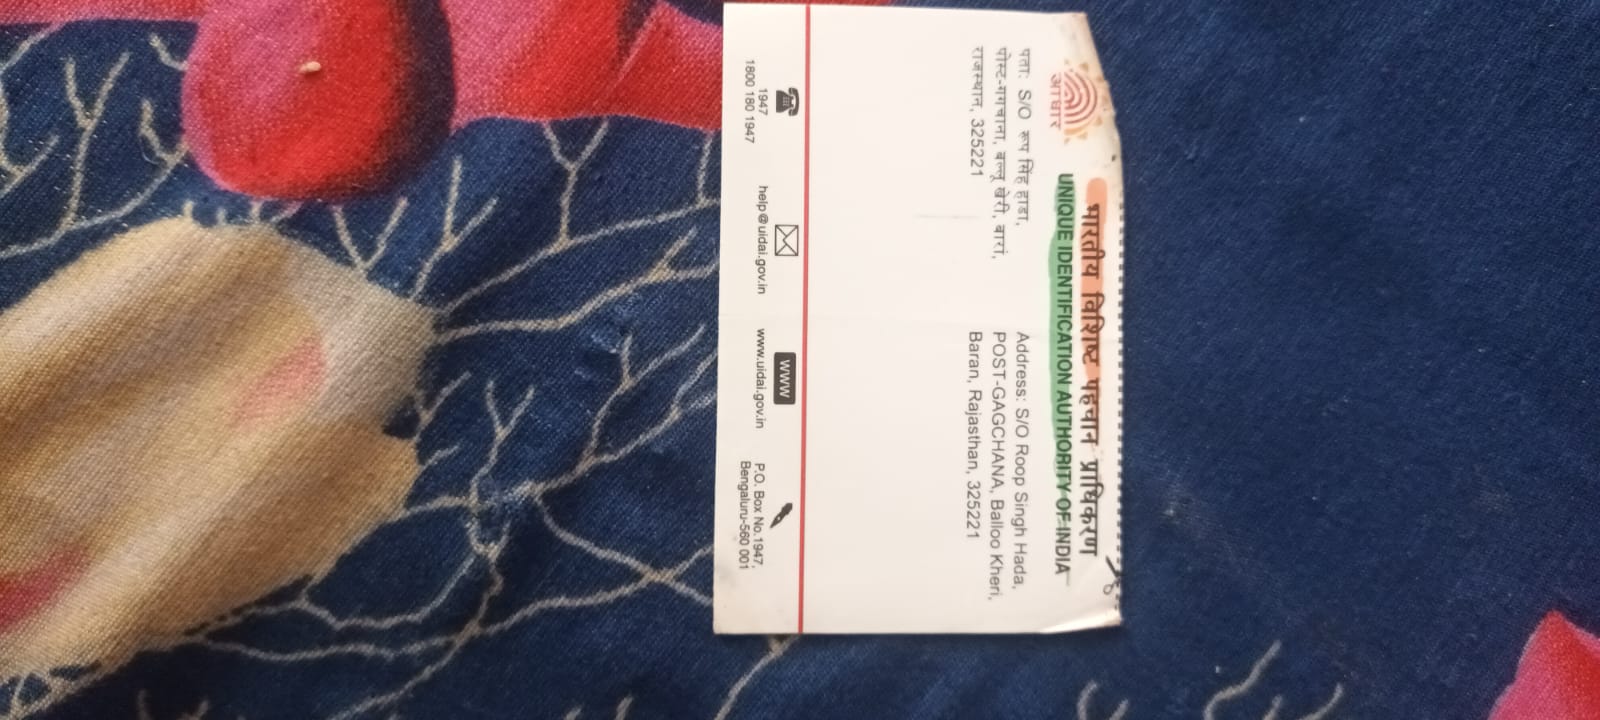 आधार
भारतीय विशिष्ट पहचान प्राधिकरण
UNIQUE IDENTIFICATION AUTHORITY OF INDIA
पता: S/O रूप सिंह हाडा,
पोस्ट-गगचाना, बल्लू खेरी, बारां,
राजस्थान, 325221
Address: S/O Roop Singh Hada,
POST-GAGCHANA, Balloo Kheri,
Baran, Rajasthan, 325221
1947
1800 180 1947
help@uidai.gov.in
www
www.uidai.gov.in
P.O. Box No.1947,
Bengaluru-560 001